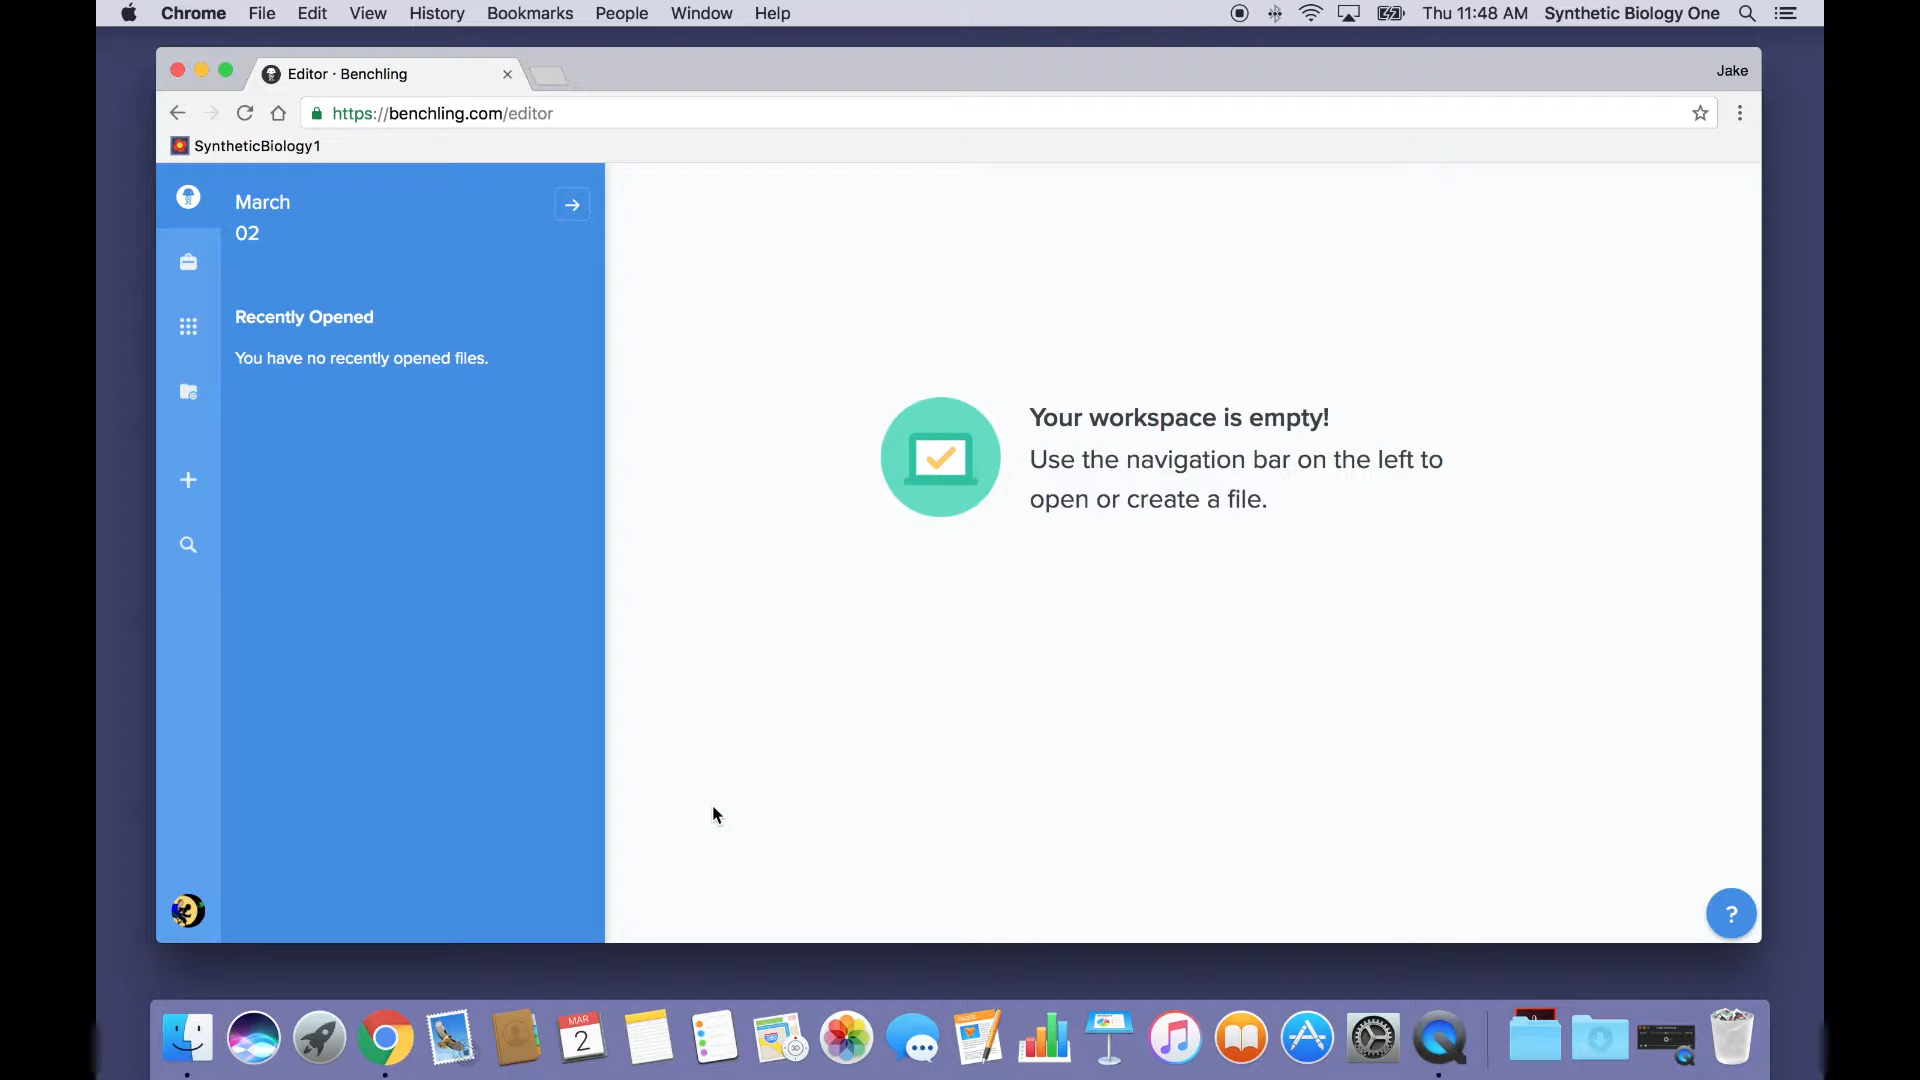 Chrome File Edit View History Bookmarks People Window Help Thu 11:48 AM Synthetic Biology One
Editor · Benchling Jake
https://benchling.com/editor
SyntheticBiology1
March
02
Recently Opened
You have no recently opened files.
Your workspace is empty!
Use the navigation bar on the left to
open or create a file.
?
MAR
2